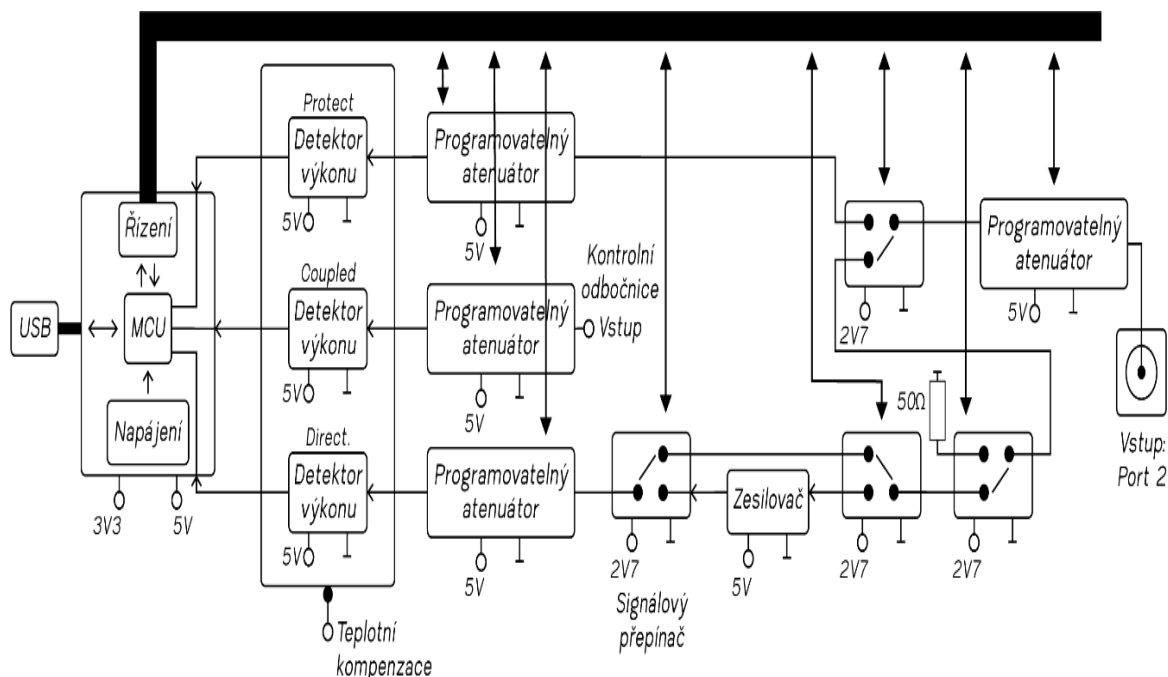 Protect
Detektor
výkonu
5V
Programovatelný
atenuátor
5V
Řízení
MCU
USB
Napájení
3V3
5V
Coupled
Detektor
výkonu
5V
Programovatelný
atenuátor
5V
Kontrolní
odbočnice
Vstup
Direct.
Detektor
výkonu
5V
Programovatelný
atenuátor
5V
Teplotní
kompenzace
2V7
Signálový
přepínač
Zesilovač
5V
2V7
2V7
50Ω
2V7
Programovatelný
atenuátor
5V
Vstup:
Port 2